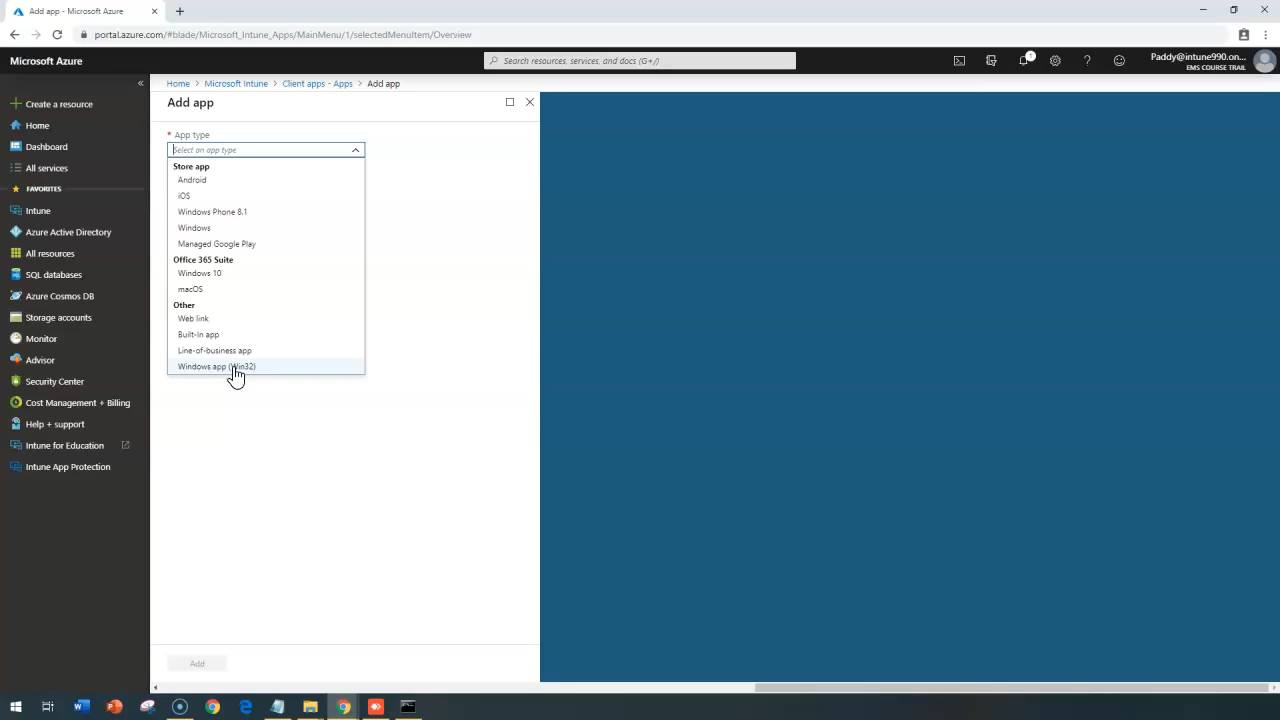 Add app - Microsoft Azure
portal.azure.com/#blade/Microsoft_Intune_Apps/MainMenu/1/selectedMenuItem/Overview
Microsoft Azure
Search resources, services, and docs (G+/)
1
Paddy@intune990.on...
EMS COURSE TRAIL
Home > Microsoft Intune > Client apps - Apps > Add app
Create a resource
Home
Dashboard
All services
FAVORITES
Intune
Azure Active Directory
All resources
SQL databases
Azure Cosmos DB
Storage accounts
Monitor
Advisor
Security Center
Cost Management + Billing
Help + support
Intune for Education
Intune App Protection
Add app
* App type
Select an app type
Store app
Android
iOS
Windows Phone 8.1
Windows
Managed Google Play
Office 365 Suite
Windows 10
macOS
Other
Web link
Built-In app
Line-of-business app
Windows app (Win32)
Add